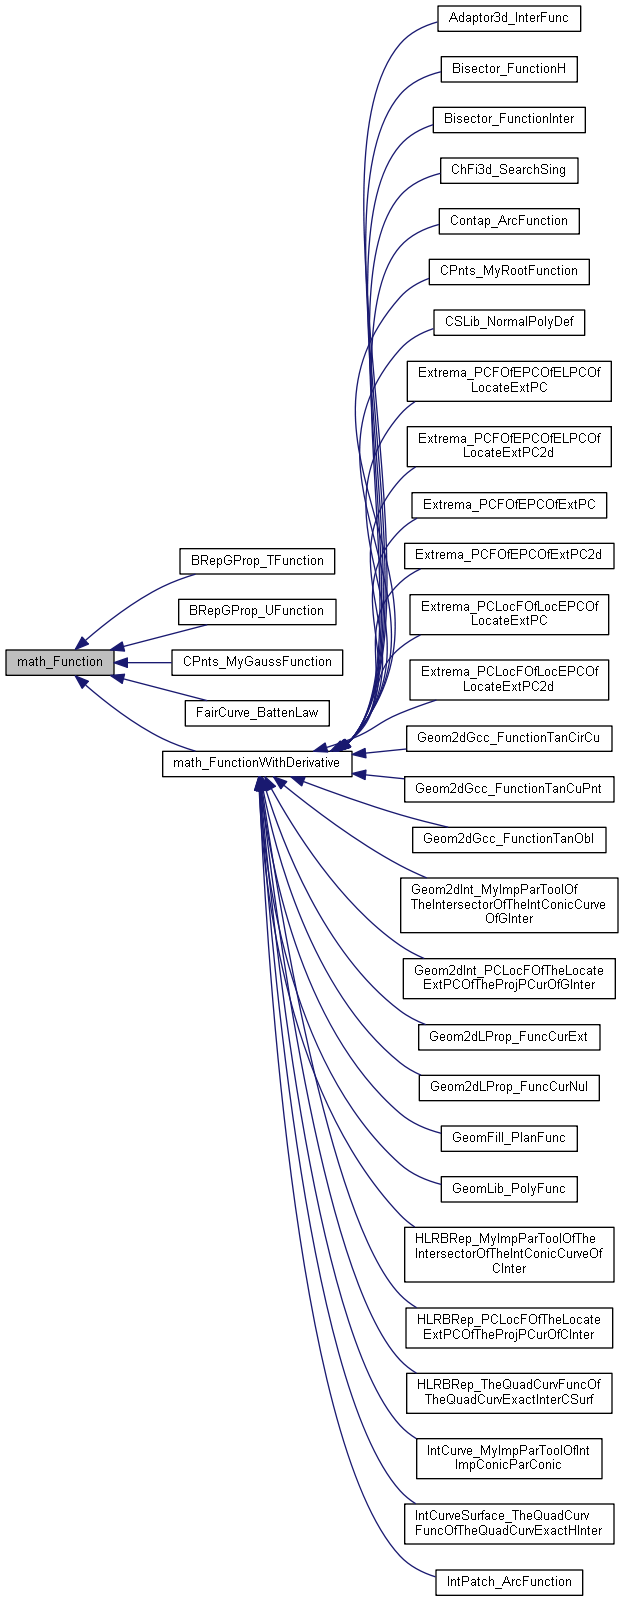 Adaptor3d_InterFunc
Bisector_FunctionH
Bisector_FunctionInter
ChFi3d_SearchSing
Contap_ArcFunction
CPnts_MyRootFunction
CSLib_NormalPolyDef
Extrema_PCFOfEPCOfELPCOf
LocateExtPC
Extrema_PCFOfEPCOfELPCOf
LocateExtPC2d
Extrema_PCFOfEPCOfExtPC
Extrema_PCFOfEPCOfExtPC2d
BRepGProp_TFunction
BRepGProp_UFunction
Extrema_PCLocFOfLocEPCOf
LocateExtPC
math_Function
CPnts_MyGaussFunction
Extrema_PCLocFOfLocEPCOf
LocateExtPC2d
FairCurve_BattenLaw
Geom2dGcc_FunctionTanCirCu
math_FunctionWithDerivative
Geom2dGcc_FunctionTanCuPnt
Geom2dGcc_FunctionTanObl
Geom2dInt_MyImpParToolOf
TheIntersectorOfTheIntConicCurve
OfGInter
Geom2dInt_PCLocFOfTheLocate
ExtPCOfTheProjPCurOfGInter
Geom2dLProp_FuncCurExt
Geom2dLProp_FuncCurNul
GeomFill_PlanFunc
GeomLib_PolyFunc
HLRBRep_MyImpParToolOfThe
IntersectorOfTheIntConicCurveOf
CInter
HLRBRep_PCLocFOfTheLocate
ExtPCOfTheProjPCurOfCInter
HLRBRep_TheQuadCurvFuncOf
TheQuadCurvExactInterCSurf
IntCurve_MyImpParToolOfInt
ImpConicParConic
IntCurveSurface_TheQuadCurv
FuncOfTheQuadCurvExactHInter
IntPatch_ArcFunction